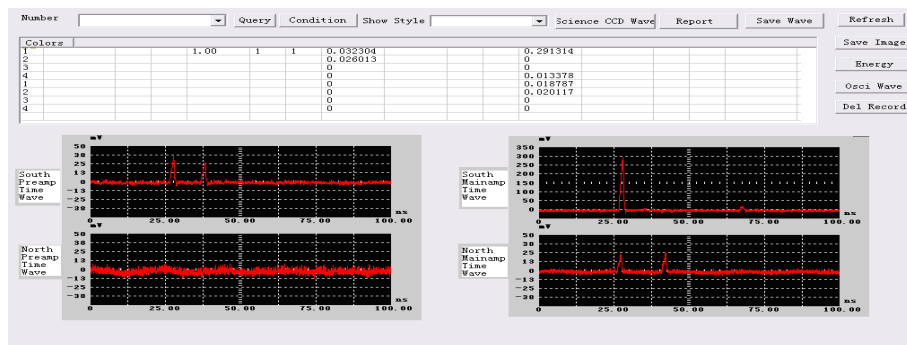 Number Query Condition Show Style Science CCD Wave Report Save Wave Refresh
Colors Save Image
1 1.00 1 1 0.032304 0.291314
2 0.026013 0
3 0 0
4 0 0.013378
1 0 0.018787
2 0 0.020117
3 0 0
4 0 0
Energy
Osci Wave
Del Record
South
Preamp
Time
Wave
mV
50
38
25
13
0
-13
-25
-38
0 25.00 50.00 75.00 100.00
ns
South
Mainamp
Time
Wave
mV
350
300
250
200
150
100
50
0
0 25.00 50.00 75.00 100.00
ns
North
Preamp
Time
Wave
mV
50
38
25
13
0
-13
-25
-38
0 25.00 50.00 75.00 100.00
ns
North
Mainamp
Time
Wave
mV
50
38
25
13
0
-13
-25
-38
0 25.00 50.00 75.00 100.00
ns